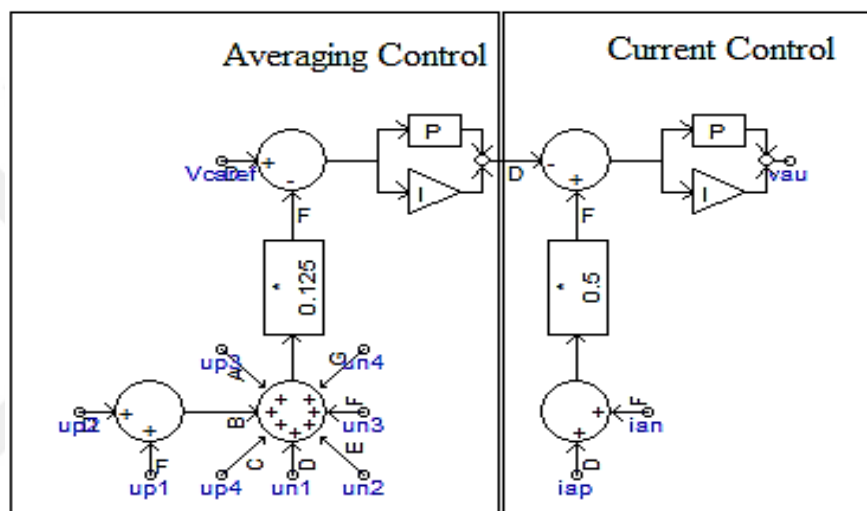 Averaging Control
Current Control
P
P
+
D
-
D
-
+
vau
I
I
F
F
*
0.125
*
0.5
up3
A
G
un4
up2
D
+
+
B
+
+
+
+
+
+
+
F
un3
+
+
F
ian
F
up1
C
up4
D
un1
E
un2
D
iap